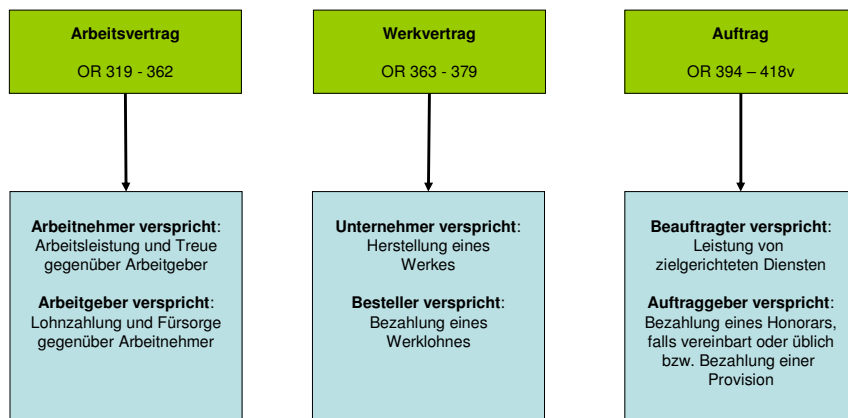 Arbeitsvertrag
OR 319 - 362
Werkvertrag
OR 363 - 379
Auftrag
OR 394 – 418v
Arbeitnehmer verspricht:
Arbeitsleistung und Treue
gegenüber Arbeitgeber
Arbeitgeber verspricht:
Lohnzahlung und Fürsorge
gegenüber Arbeitnehmer
Unternehmer verspricht:
Herstellung eines
Werkes
Besteller verspricht:
Bezahlung eines
Werklohnes
Beauftragter verspricht:
Leistung von
zielgerichteten Diensten
Auftraggeber verspricht:
Bezahlung eines Honorars,
falls vereinbart oder üblich
bzw. Bezahlung einer
Provision